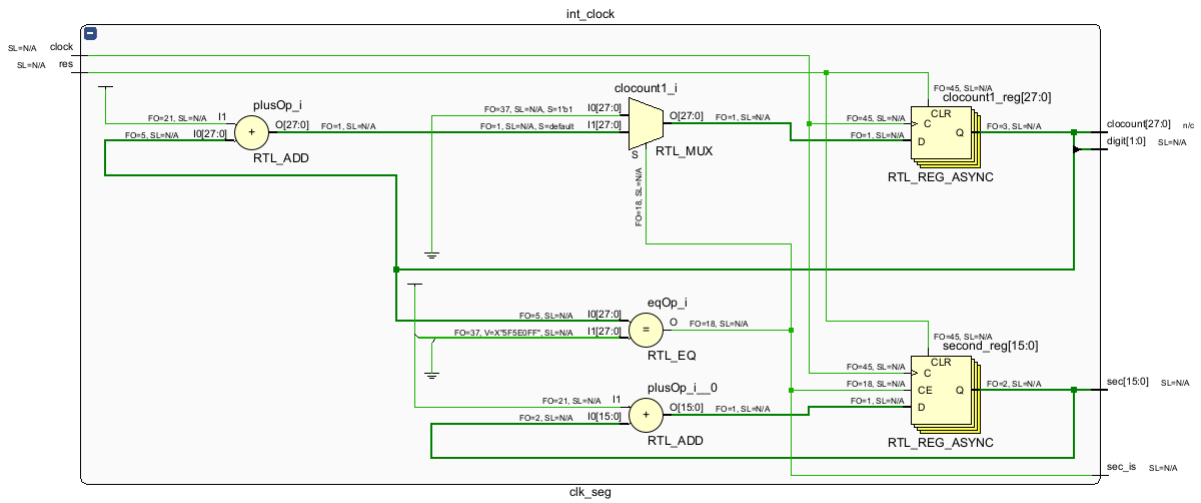 int_clock
SL=N/A clock
SL=N/A res
plusOp_i
FO=21, SL=N/A I1
FO=5, SL=N/A I0[27:0]
+
O[27:0] FO=1, SL=N/A
RTL_ADD
clocount1_i
FO=37, SL=N/A, S=1'b1 I0[27:0]
FO=1, SL=N/A, S=default I1[27:0]
O[27:0] FO=1, SL=N/A
S
RTL_MUX
FO=18, SL=N/A
FO=45, SL=N/A
clocount1_reg[27:0]
CLR
FO=45, SL=N/A C
FO=1, SL=N/A D
Q FO=3, SL=N/A
RTL_REG_ASYNC
clocount[27:0] n/c
digit[1:0] SL=N/A
eqOp_i
FO=5, SL=N/A I0[27:0]
FO=37, V=X"5F5E0FF", SL=N/A I1[27:0]
=
O FO=18, SL=N/A
RTL_EQ
plusOp_i__0
FO=21, SL=N/A I1
FO=2, SL=N/A I0[15:0]
+
O[15:0] FO=1, SL=N/A
RTL_ADD
FO=45, SL=N/A
second_reg[15:0]
CLR
FO=45, SL=N/A C
FO=18, SL=N/A CE
FO=1, SL=N/A D
Q FO=2, SL=N/A
RTL_REG_ASYNC
sec[15:0] SL=N/A
sec_is SL=N/A
clk_seg